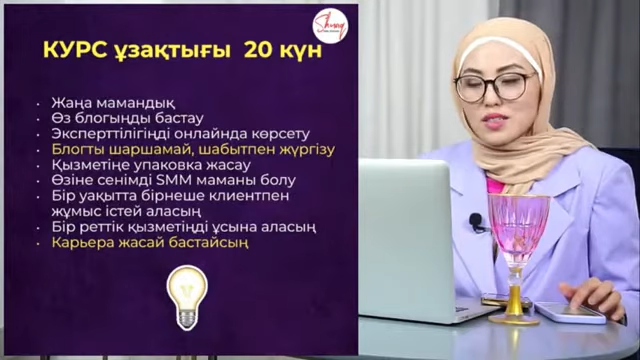 КУРС ұзақтығы 20 күн
• Жаңа мамандық
• Өз блогыңды бастау
• Эксперттілігіңді онлайнда көрсету
• Блогты шаршамай, шабытпен жүргізу
• Қызметіңе упаковка жасау
• Өзіне сенімді SMM маманы болу
• Бір уақытта бірнеше клиентпен
жұмыс істей аласың
• Бір реттік қызметіңді ұсына аласың
• Карьера жасай бастайсың